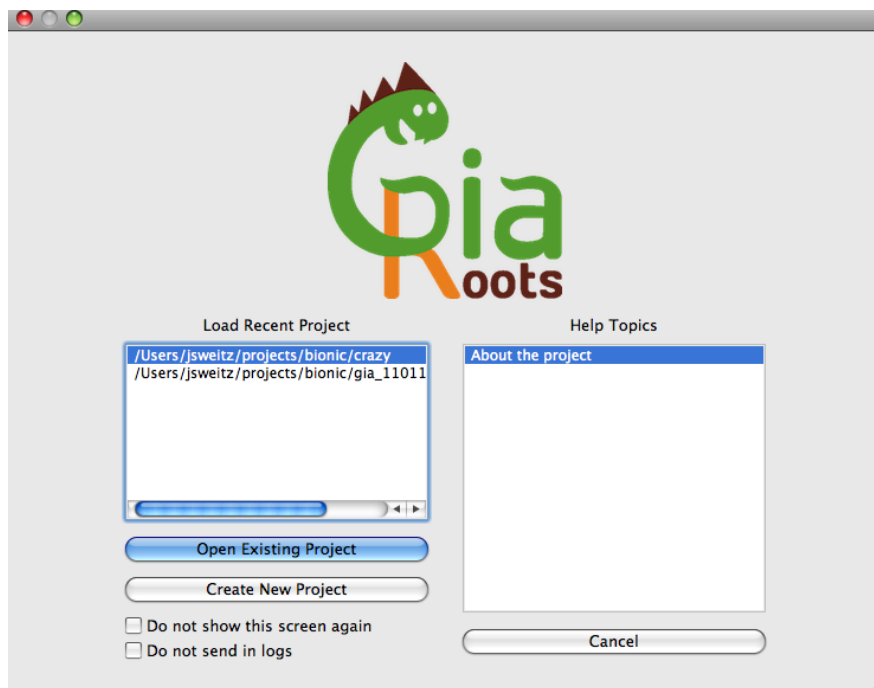 Gia
Roots
Load Recent Project
/Users/jsweitz/projects/bionic/crazy
/Users/jsweitz/projects/bionic/gia_11011
Open Existing Project
Create New Project
Do not show this screen again
Do not send in logs
Help Topics
About the project
Cancel